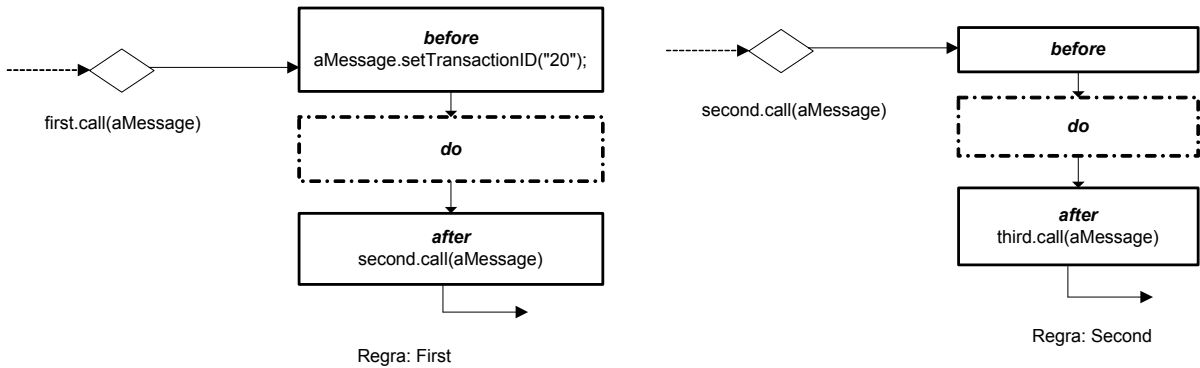 before
aMessage.setTransactionID("20");
first.call(aMessage)
do
after
second.call(aMessage)
Regra: First
before
second.call(aMessage)
do
after
third.call(aMessage)
Regra: Second